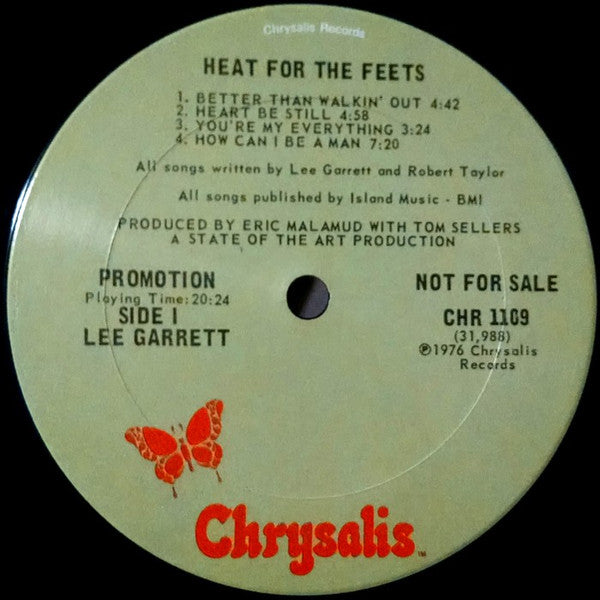 Chrysalis Records
HEAT FOR THE FEETS
1. BETTER THAN WALKIN' OUT 4:42
2. HEART BE STILL 4:58
3. YOU'RE MY EVERYTHING 3:24
4. HOW CAN I BE A MAN 7:20
All songs written by Lee Garrett and Robert Taylor
All songs published by Island Music - BMI
PRODUCED BY ERIC MALAMUD WITH TOM SELLERS
A STATE OF THE ART PRODUCTION
PROMOTION
Playing Time: 20:24
SIDE I
LEE GARRETT
NOT FOR SALE
CHR 1109
(31,988)
℗1976 Chrysalis
Records
Chrysalis™